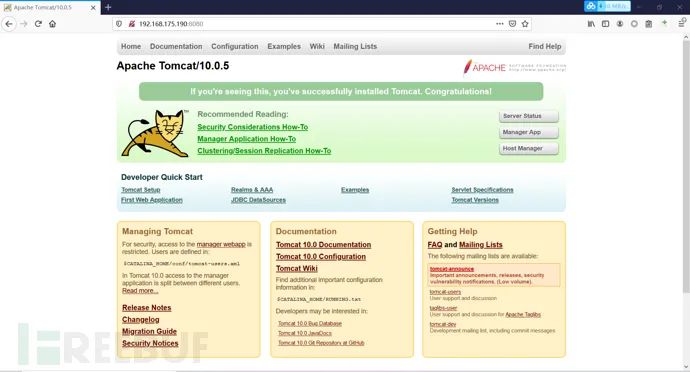 Apache Tomcat/10.0.5
192.168.175.190:8080
Home Documentation Configuration Examples Wiki Mailing Lists Find Help
Apache Tomcat/10.0.5
APACHE
SOFTWARE FOUNDATION
http://www.apache.org/
If you're seeing this, you've successfully installed Tomcat. Congratulations!
Recommended Reading:
Security Considerations How-To
Manager Application How-To
Clustering/Session Replication How-To
Server Status
Manager App
Host Manager
Developer Quick Start
Tomcat Setup
First Web Application
Realms & AAA
JDBC DataSources
Examples
Servlet Specifications
Tomcat Versions
Managing Tomcat
For security, access to the manager webapp is
restricted. Users are defined in:
$CATALINA_HOME/conf/tomcat-users.xml
In Tomcat 10.0 access to the manager
application is split between different users.
Read more...
Release Notes
Changelog
Migration Guide
Security Notices
Documentation
Tomcat 10.0 Documentation
Tomcat 10.0 Configuration
Tomcat Wiki
Find additional important configuration
information in:
$CATALINA_HOME/RUNNING.txt
Developers may be interested in:
Tomcat 10.0 Bug Database
Tomcat 10.0 JavaDocs
Tomcat 10.0 Git Repository at GitHub
Getting Help
FAQ and Mailing Lists
The following mailing lists are available:
tomcat-announce
Important announcements, releases, security
vulnerability notifications. (Low volume).
tomcat-users
User support and discussion
taglibs-user
User support and discussion for Apache Taglibs
tomcat-dev
Development mailing list, including commit messages
FREEBUF